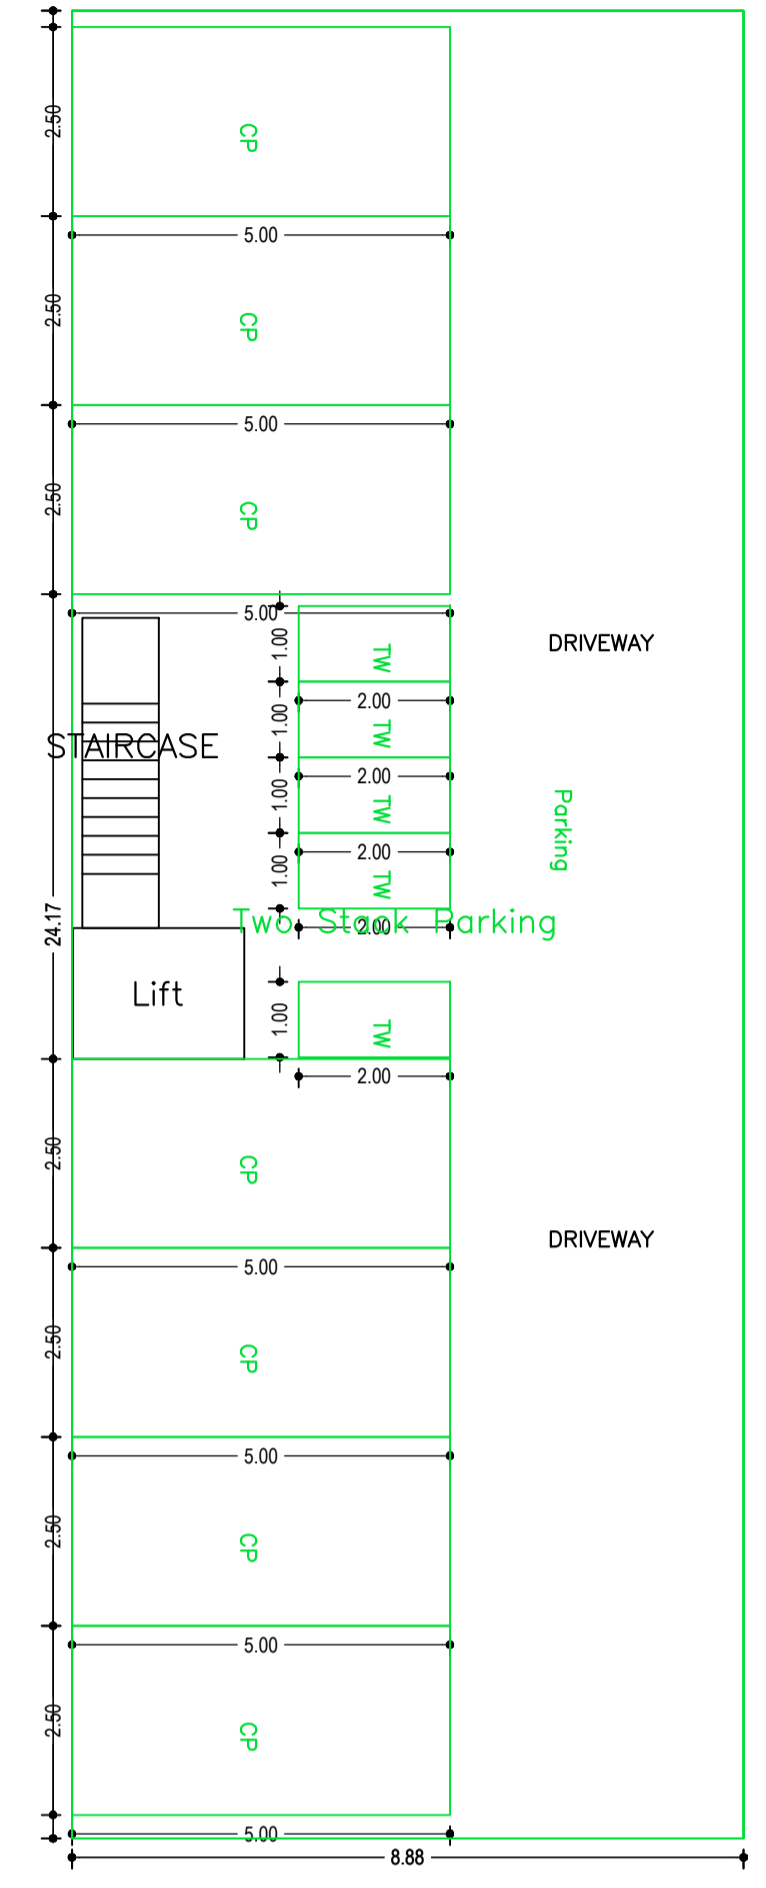 2.50
CP
5.00
2.50
CP
5.00
2.50
CP
5.00
1.00
TW
DRIVEWAY
2.00
1.00
TW
STAIRCASE
2.00
1.00
TW
Parking
2.00
1.00
TW
24.17
Two Stack Parking
2.00
Lift
1.00
TW
2.00
2.50
CP
DRIVEWAY
5.00
2.50
CP
5.00
2.50
CP
5.00
2.50
CP
5.00
8.88